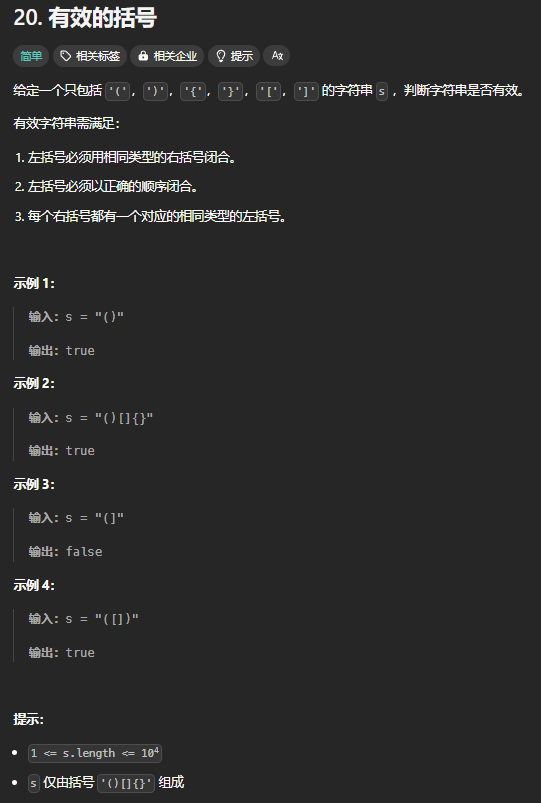 20. 有效的括号
简单 相关标签 相关企业 提示 A文
给定一个只包括 '(', ')', '{', '}', '[', ']' 的字符串 s ，判断字符串是否有效。
有效字符串需满足：
1. 左括号必须用相同类型的右括号闭合。
2. 左括号必须以正确的顺序闭合。
3. 每个右括号都有一个对应的相同类型的左括号。
示例 1：
输入：s = "()"
输出：true
示例 2：
输入：s = "()[]{}"
输出：true
示例 3：
输入：s = "(]"
输出：false
示例 4：
输入：s = "([])"
输出：true
提示：
• 1 <= s.length <= 10⁴
• s 仅由括号 '()[]{}' 组成